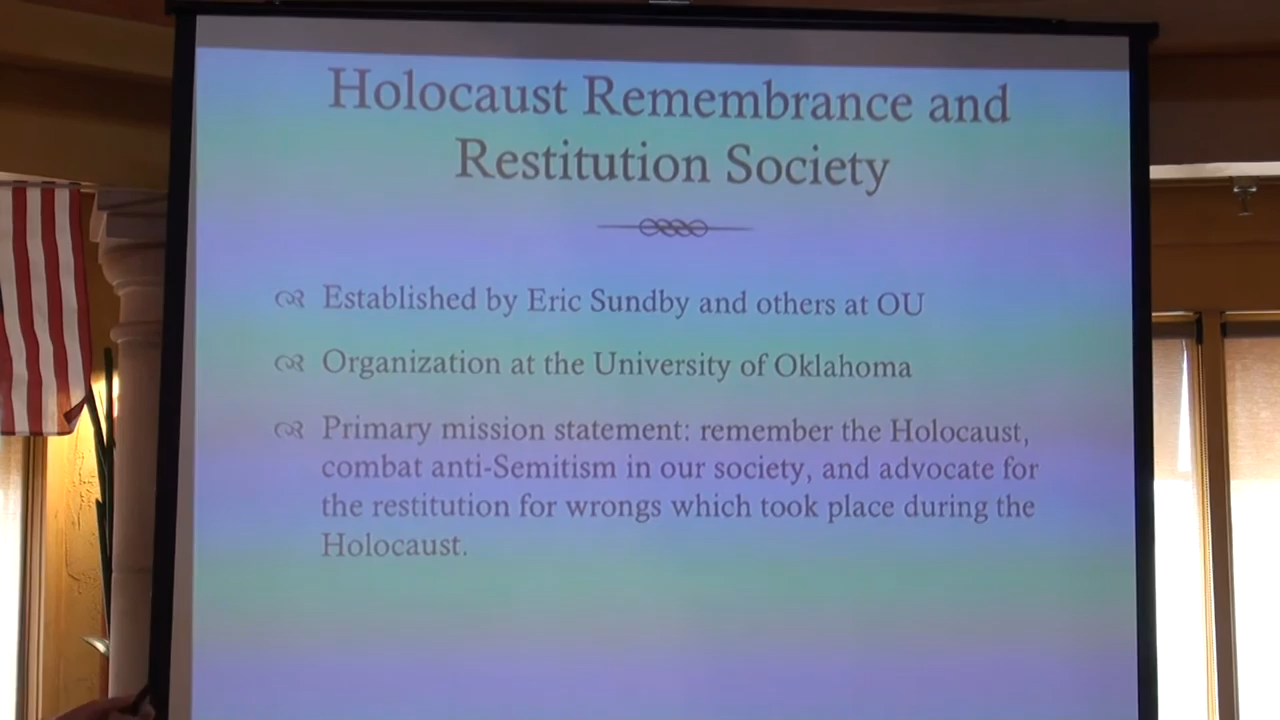 Holocaust Remembrance and
Restitution Society
Established by Eric Sundby and others at OU
Organization at the University of Oklahoma
Primary mission statement: remember the Holocaust,
combat anti-Semitism in our society, and advocate for
the restitution for wrongs which took place during the
Holocaust.